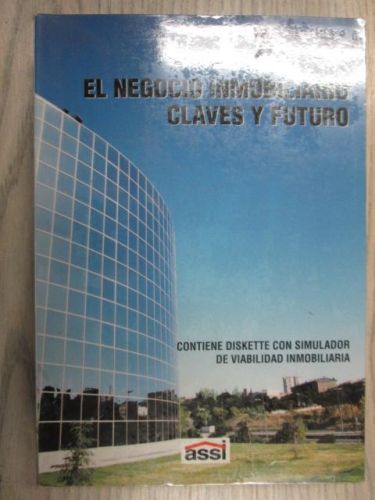 EL NEGOCIO INMOBILIARIO
CLAVES Y FUTURO
CONTIENE DISKETTE CON SIMULADOR
DE VIABILIDAD INMOBILIARIA
assi